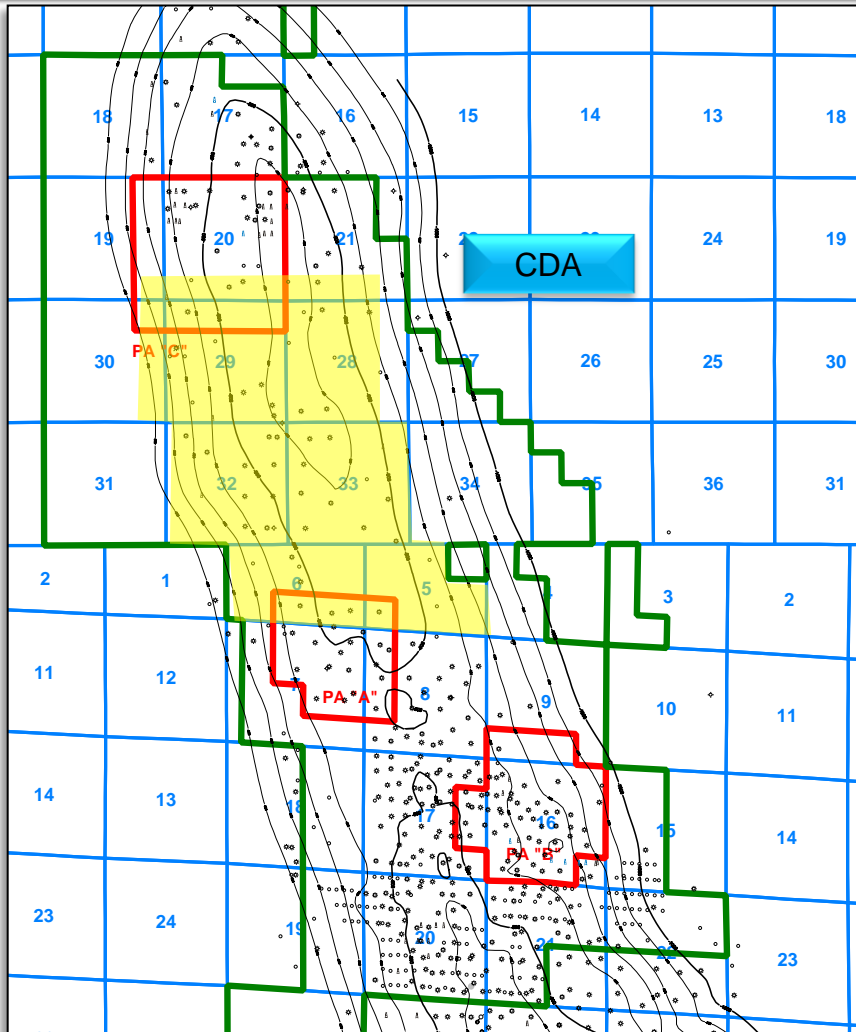 18 17 16 15 14 13 18
19 20 21 24 19
CDA
PA "C"
30 29 28 27 26 25 30
31 32 33 34 35 36 31
2 1 6 5 4 3 2
11 12 7 8 9 10 11
PA "A"
14 13 18 17 16 15 14
PA "B"
23 24 19 20 21 22 23